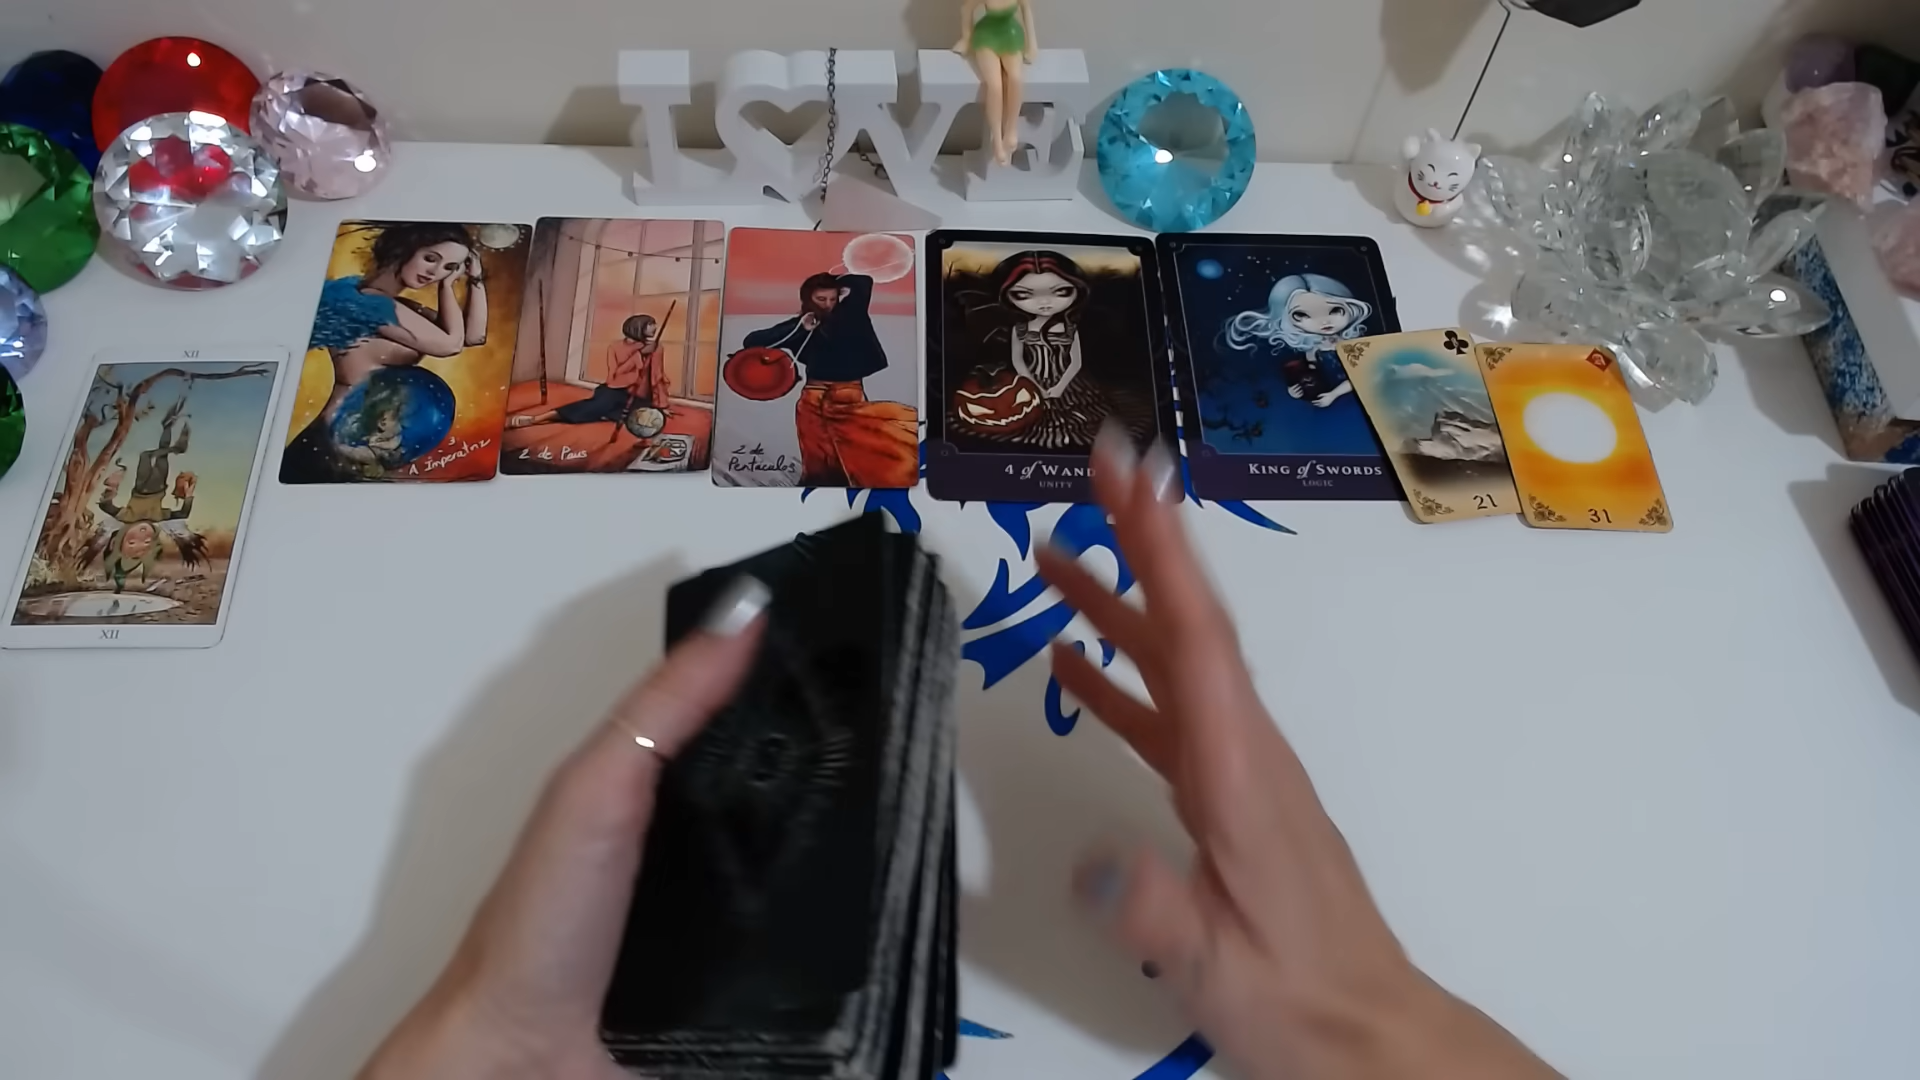 LOVE
XII
XII
3
A Imperatriz
2 de Paus
2 de
Pentáculos
4 of WAND
UNITY
KING of SWORDS
LOGIC
21
31